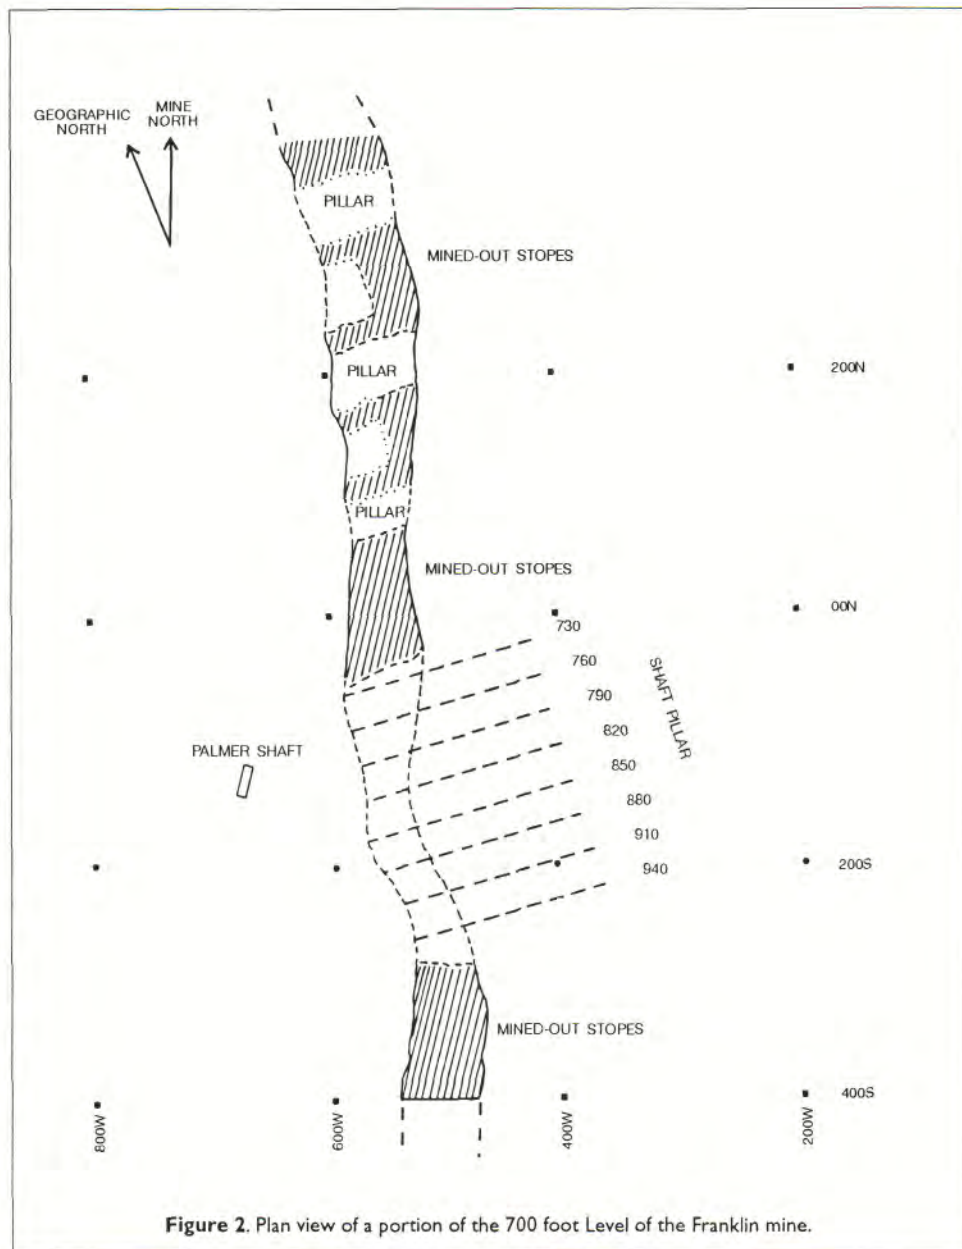 GEOGRAPHIC
NORTH
MINE
NORTH
PILLAR
MINED-OUT STOPES
PILLAR
200N
PILLAR
MINED-OUT STOPES
00N
730
760
790
820
850
880
910
940
SHAFT PILLAR
PALMER SHAFT
200S
MINED-OUT STOPES
400S
800W
600W
400W
200W
Figure 2. Plan view of a portion of the 700 foot Level of the Franklin mine.